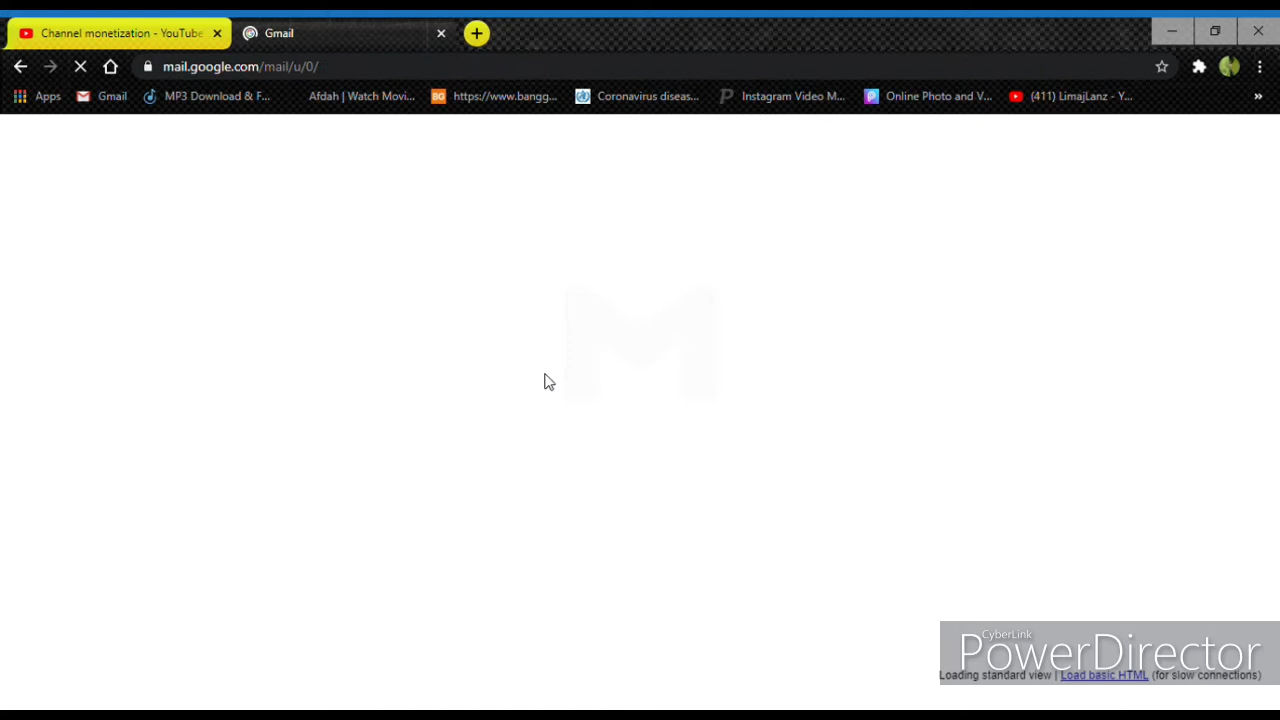 Channel monetization - YouTube
Gmail
mail.google.com/mail/u/0/
Apps
Gmail
MP3 Download & F...
Afdah | Watch Movi...
BG
https://www.bangg...
Coronavirus diseas...
Instagram Video M...
Online Photo and V...
(411) LimajLanz - Y...
M
CyberLink
PowerDirector
Loading standard view | Load basic HTML (for slow connections)